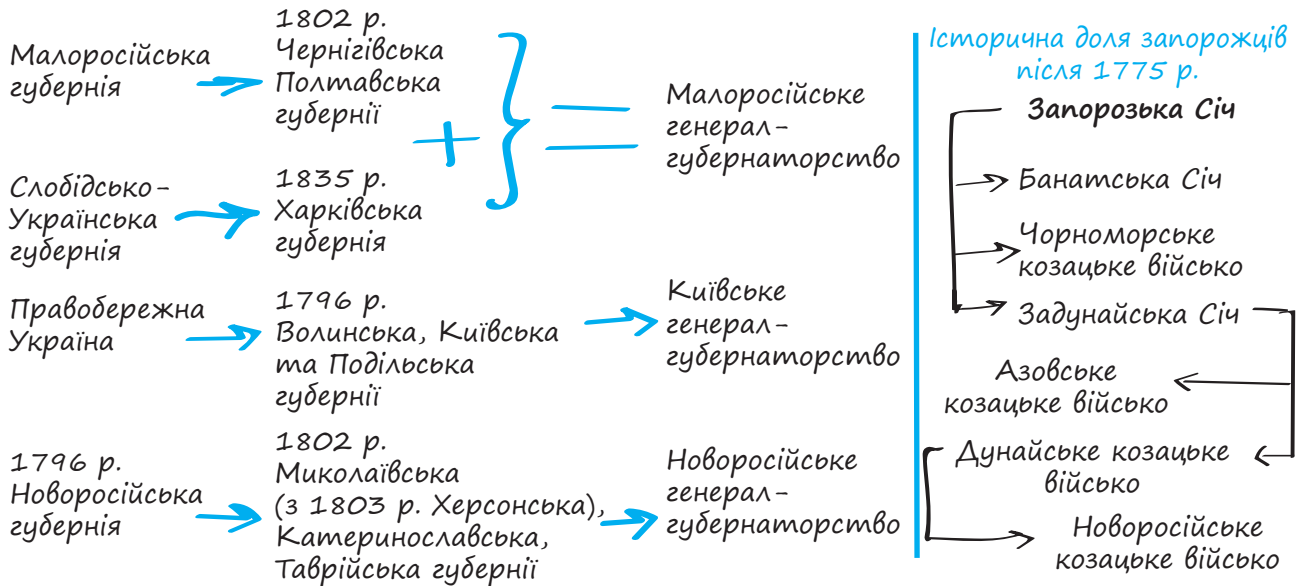 Малоросійська
губернія
1802 р.
Чернігівська
Полтавська
губернії
+
Слобідсько-
Українська
губернія
1835 р.
Харківська
губернія
Малоросійське
генерал-
губернаторство
Правобережна
Україна
1796 р.
Волинська, Київська
та Подільська
губернії
Київське
генерал-
губернаторство
1796 р.
Новоросійська
губернія
1802 р.
Миколаївська
(з 1803 р. Херсонська),
Катеринославська,
Таврійська губернії
Новоросійське
генерал-
губернаторство
Історична доля запорожців
після 1775 р.
Запорозька Січ
Банатська Січ
Чорноморське
козацьке військо
Задунайська Січ
Азовське
козацьке військо
Дунайське козацьке
військо
Новоросійське
козацьке військо